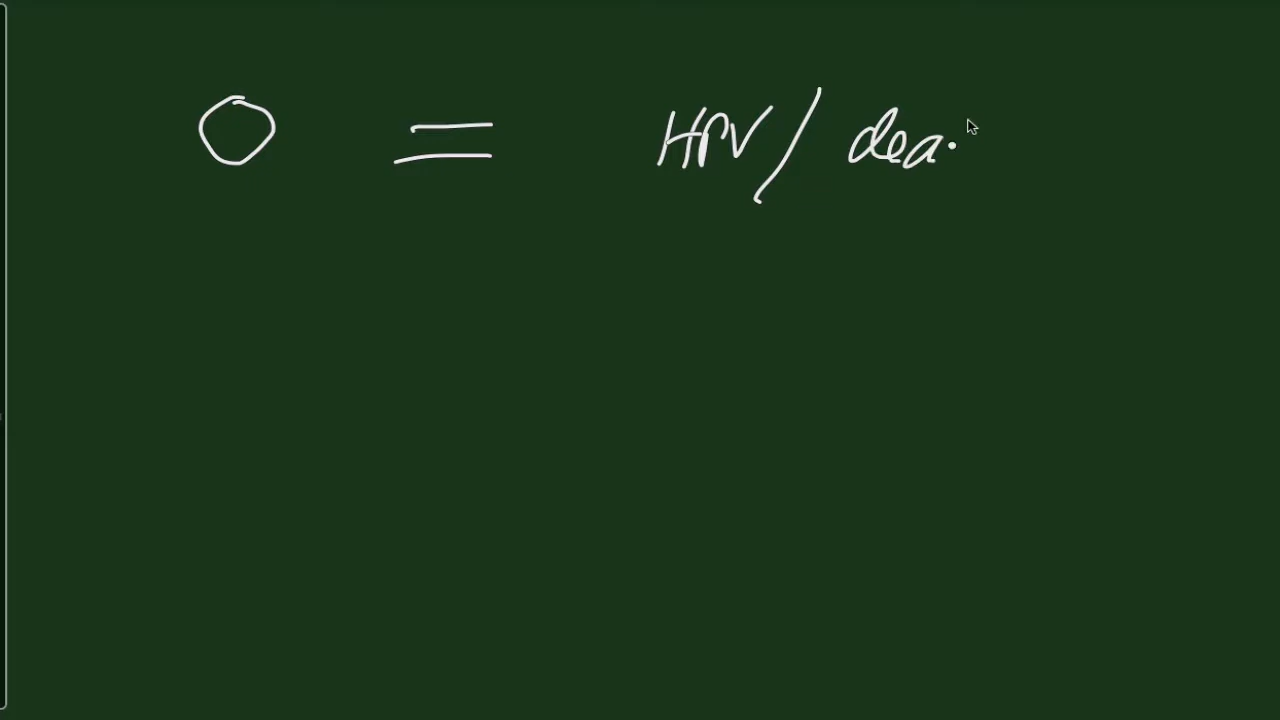 O = HPV/ dea.